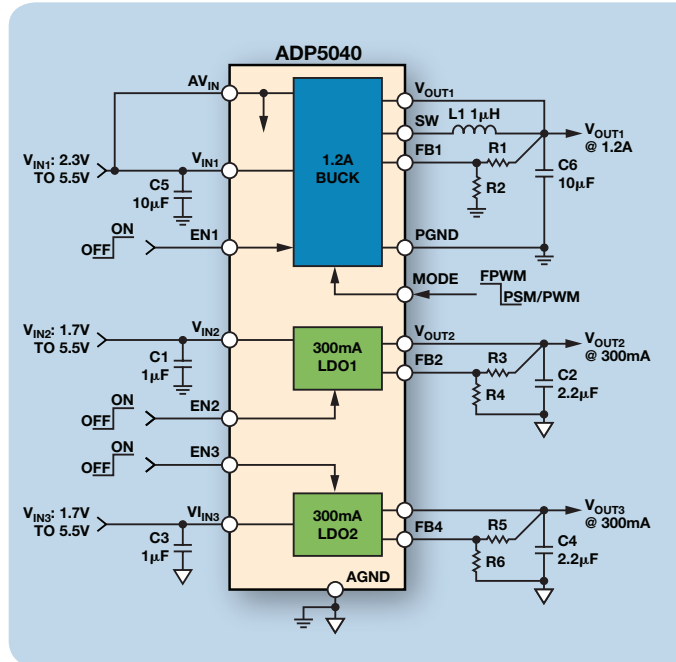 ADP5040
AVIN
VIN1: 2.3V
TO 5.5V
VIN1
C5
10µF
OFF
ON
EN1
1.2A
BUCK
VOUT1
SW
L1 1µH
FB1
R1
R2
VOUT1
@ 1.2A
C6
10µF
PGND
MODE
FPWM
PSM/PWM
VIN2: 1.7V
TO 5.5V
VIN2
C1
1µF
300mA
LDO1
VOUT2
FB2
R3
R4
VOUT2
@ 300mA
C2
2.2µF
OFF
ON
EN2
OFF
ON
EN3
VIN3: 1.7V
TO 5.5V
VIIN3
C3
1µF
300mA
LDO2
FB4
R5
R6
VOUT3
@ 300mA
C4
2.2µF
AGND